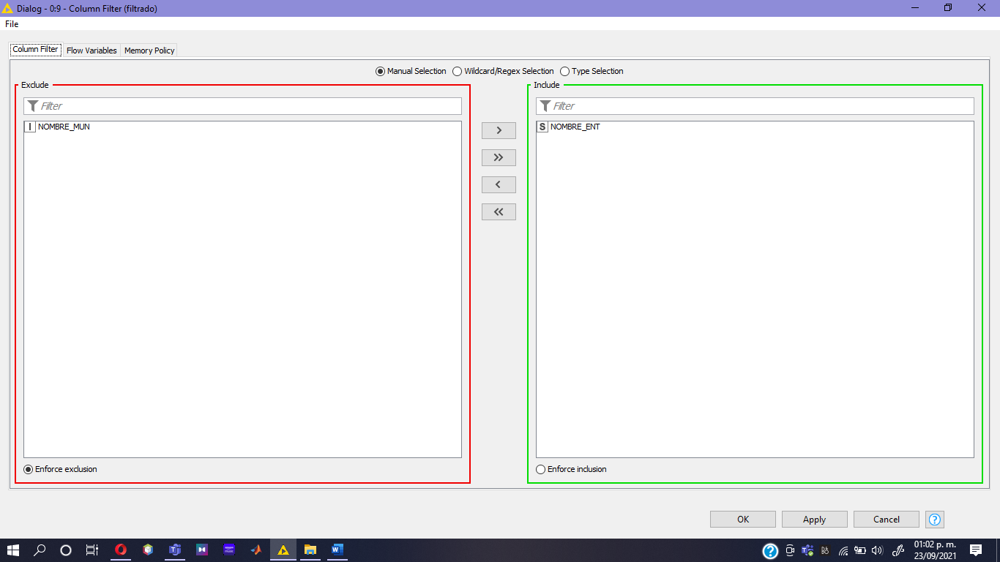 Dialog - 0:9 - Column Filter (filtrado)
File
Column Filter Flow Variables Memory Policy
Manual Selection Wildcard/Regex Selection Type Selection
Exclude
Filter
I NOMBRE_MUN
Enforce exclusion
>
>>
<
<<
Include
Filter
S NOMBRE_ENT
Enforce inclusion
OK Apply Cancel ?
01:02 p. m.
23/09/2021